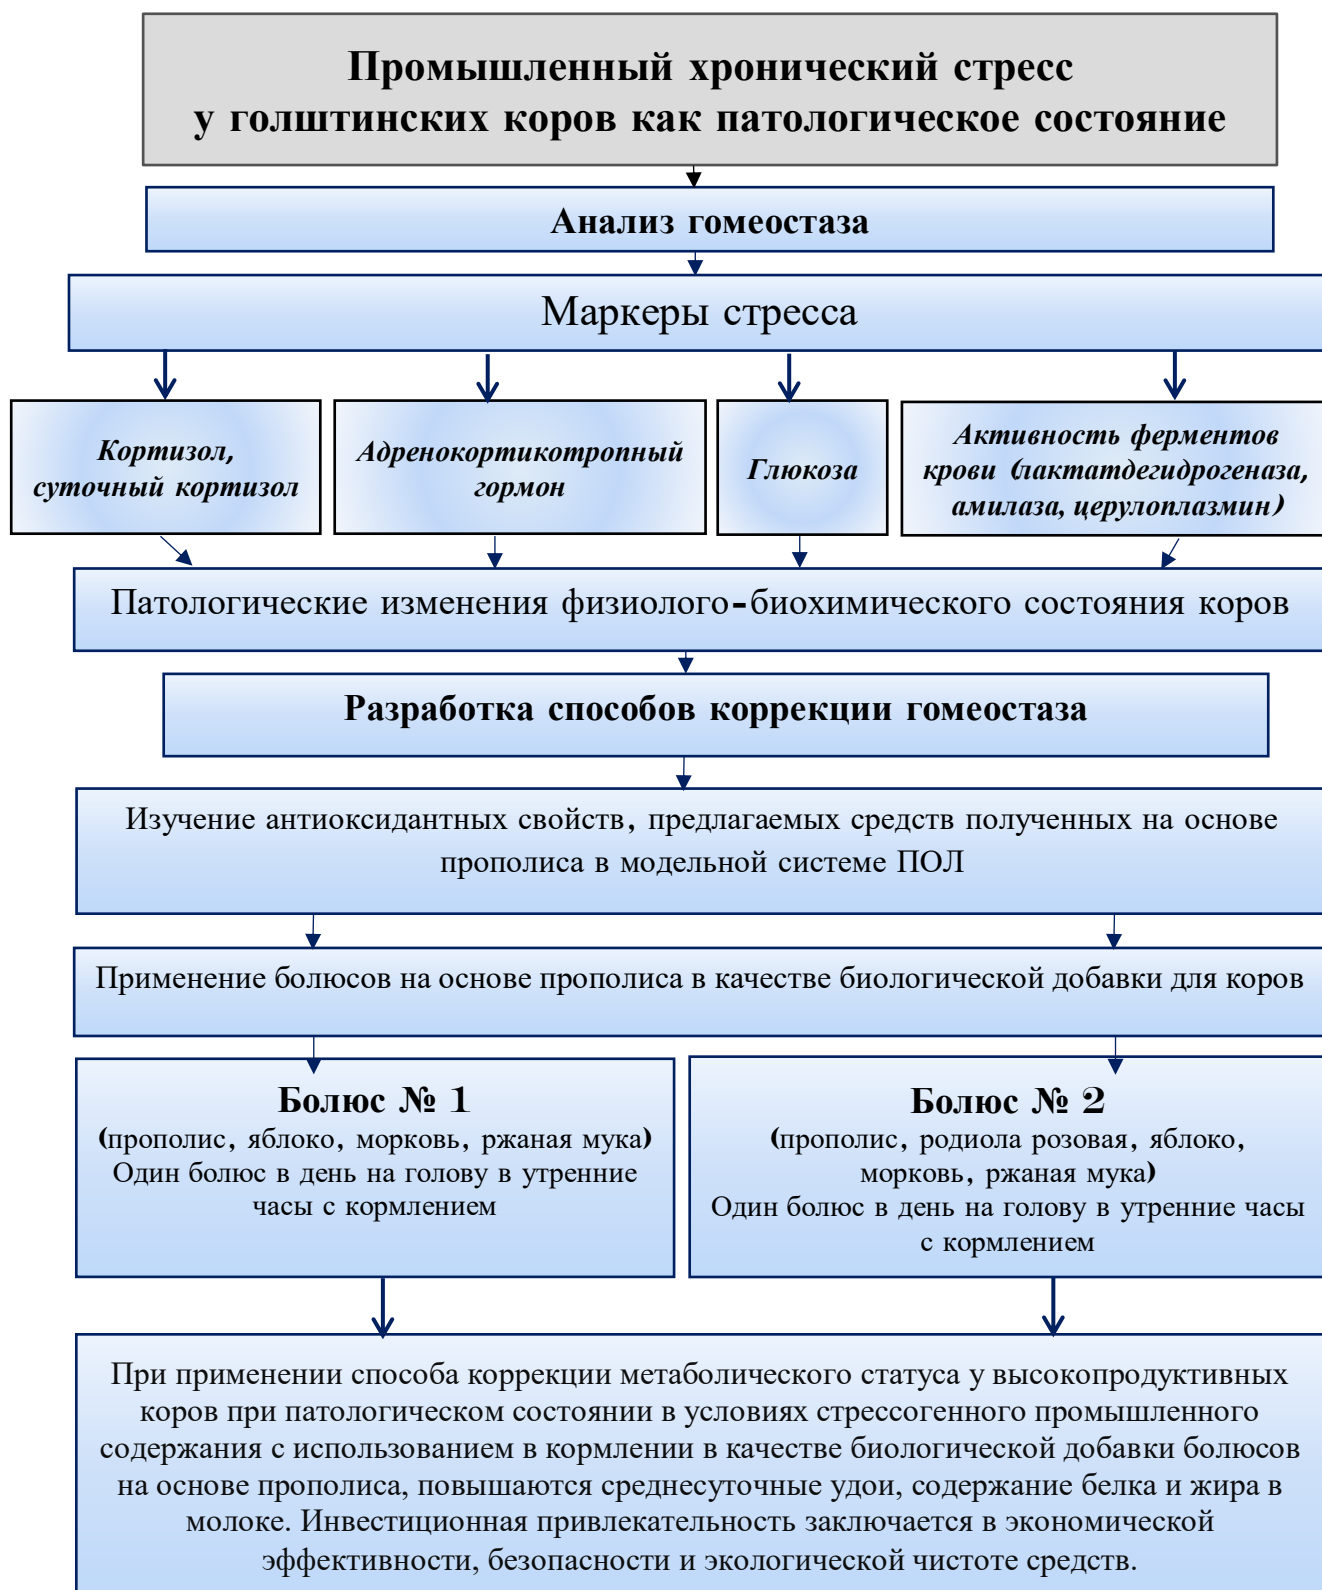 Промышленный хронический стресс
у голштинских коров как патологическое состояние
Анализ гомеостаза
Маркеры стресса
Кортизол,
суточный кортизол
Адренокортикотропный
гормон
Глюкоза
Активность ферментов
крови (лактатдегидрогеназа,
амилаза, церулоплазмин)
Патологические изменения физиолого-биохимического состояния коров
Разработка способов коррекции гомеостаза
Изучение антиоксидантных свойств, предлагаемых средств полученных на основе
прополиса в модельной системе ПОЛ
Применение болюсов на основе прополиса в качестве биологической добавки для коров
Болюс № 1
(прополис, яблоко, морковь, ржаная мука)
Один болюс в день на голову в утренние
часы с кормлением
Болюс № 2
(прополис, родиола розовая, яблоко,
морковь, ржаная мука)
Один болюс в день на голову в утренние часы
с кормлением
При применении способа коррекции метаболического статуса у высокопродуктивных
коров при патологическом состоянии в условиях стрессогенного промышленного
содержания с использованием в кормлении в качестве биологической добавки болюсов
на основе прополиса, повышаются среднесуточные удои, содержание белка и жира в
молоке. Инвестиционная привлекательность заключается в экономической
эффективности, безопасности и экологической чистоте средств.